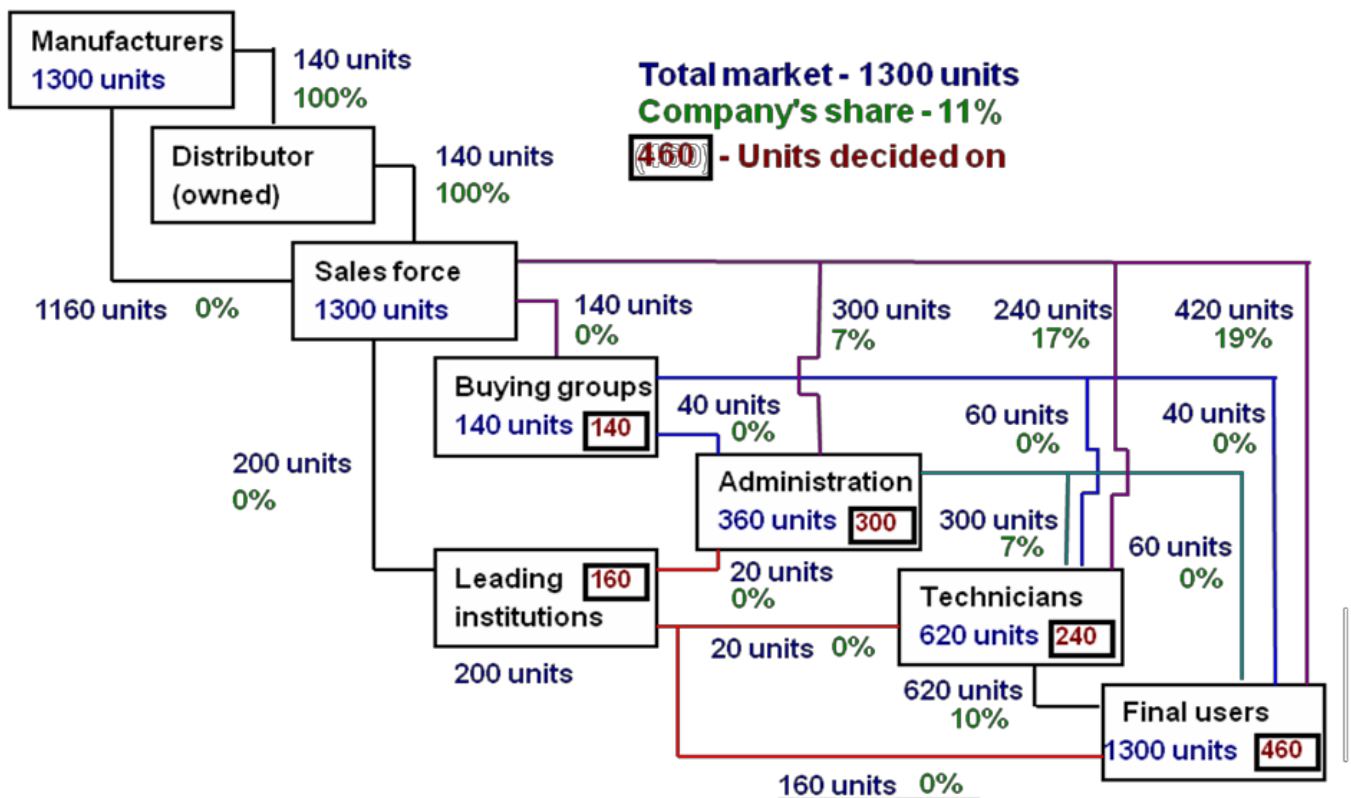 Manufacturers
1300 units
140 units
100%
Total market - 1300 units
Company's share - 11%
460 - Units decided on
Distributor
(owned)
140 units
100%
Sales force
1300 units
1160 units 0%
140 units
0%
300 units
7%
240 units
17%
420 units
19%
Buying groups
140 units 140
40 units
0%
60 units
0%
40 units
0%
200 units
0%
Administration
360 units 300
300 units
7%
60 units
0%
Leading
institutions
160
200 units
20 units
0%
20 units 0%
Technicians
620 units 240
620 units
10%
Final users
1300 units 460
160 units 0%